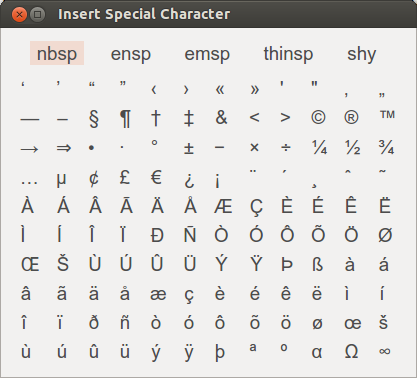 Insert Special Character
nbsp ensp emsp thinsp shy
‘ ’ “ ” ‹ › « » ' " ‚ „
— – § ¶ † ‡ & < > © ® ™
→ ⇒ • · ° ± − × ÷ ¼ ½ ¾
… µ ¢ £ € ¿ ¡ ¨ ´ ¸ ˆ ˜
À Á Â Ã Ä Å Æ Ç È É Ê Ë
Ì Í Î Ï Ð Ñ Ò Ó Ô Õ Ö Ø
Œ Š Ù Ú Û Ü Ý Ÿ Þ ß à á
â ã ä å æ ç è é ê ë ì í
î ï ð ñ ò ó ô õ ö ø œ š
ù ú û ü ý ÿ þ ª º α Ω ∞